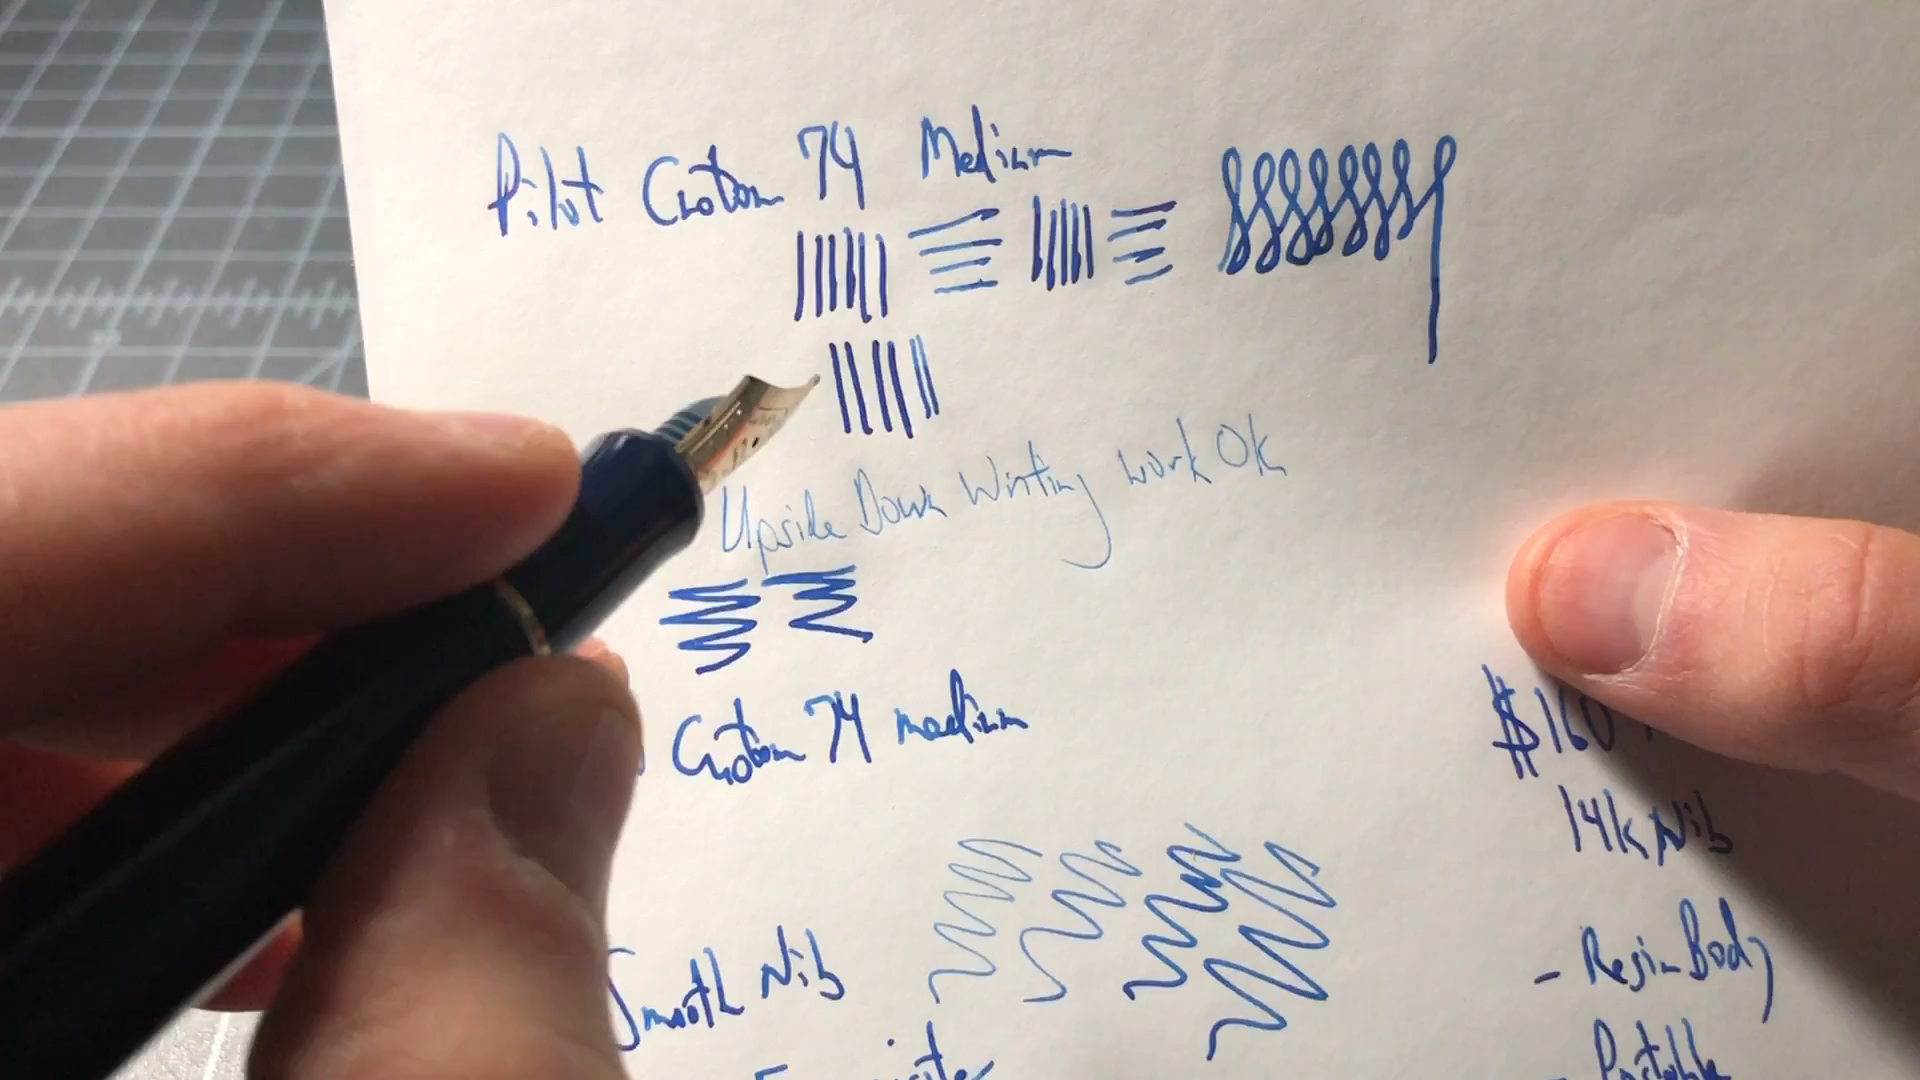 Pilot Custom 74 Medium
Upside Down Writing work Ok
Custom 74 medium
$160
14k Nib
Smooth Nib
- Resin Body
- Postable